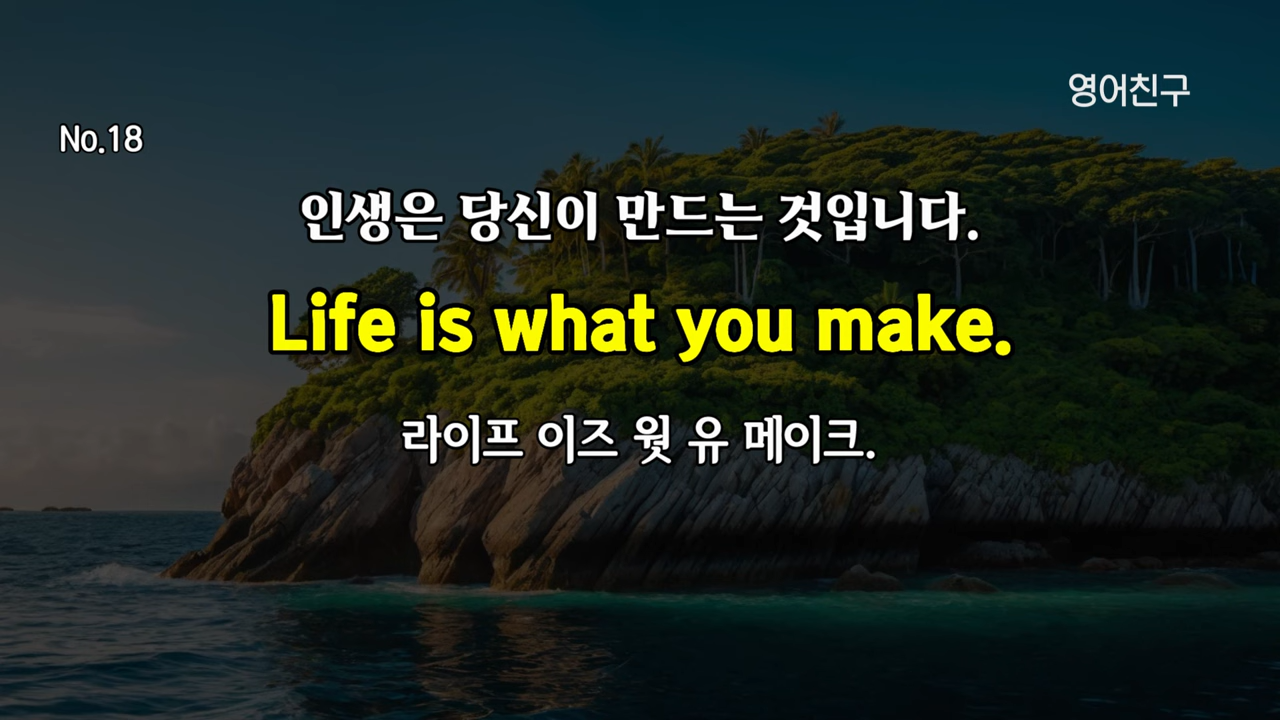 영어친구
No.18
인생은 당신이 만드는 것입니다.
Life is what you make.
라이프 이즈 웟 유 메이크.